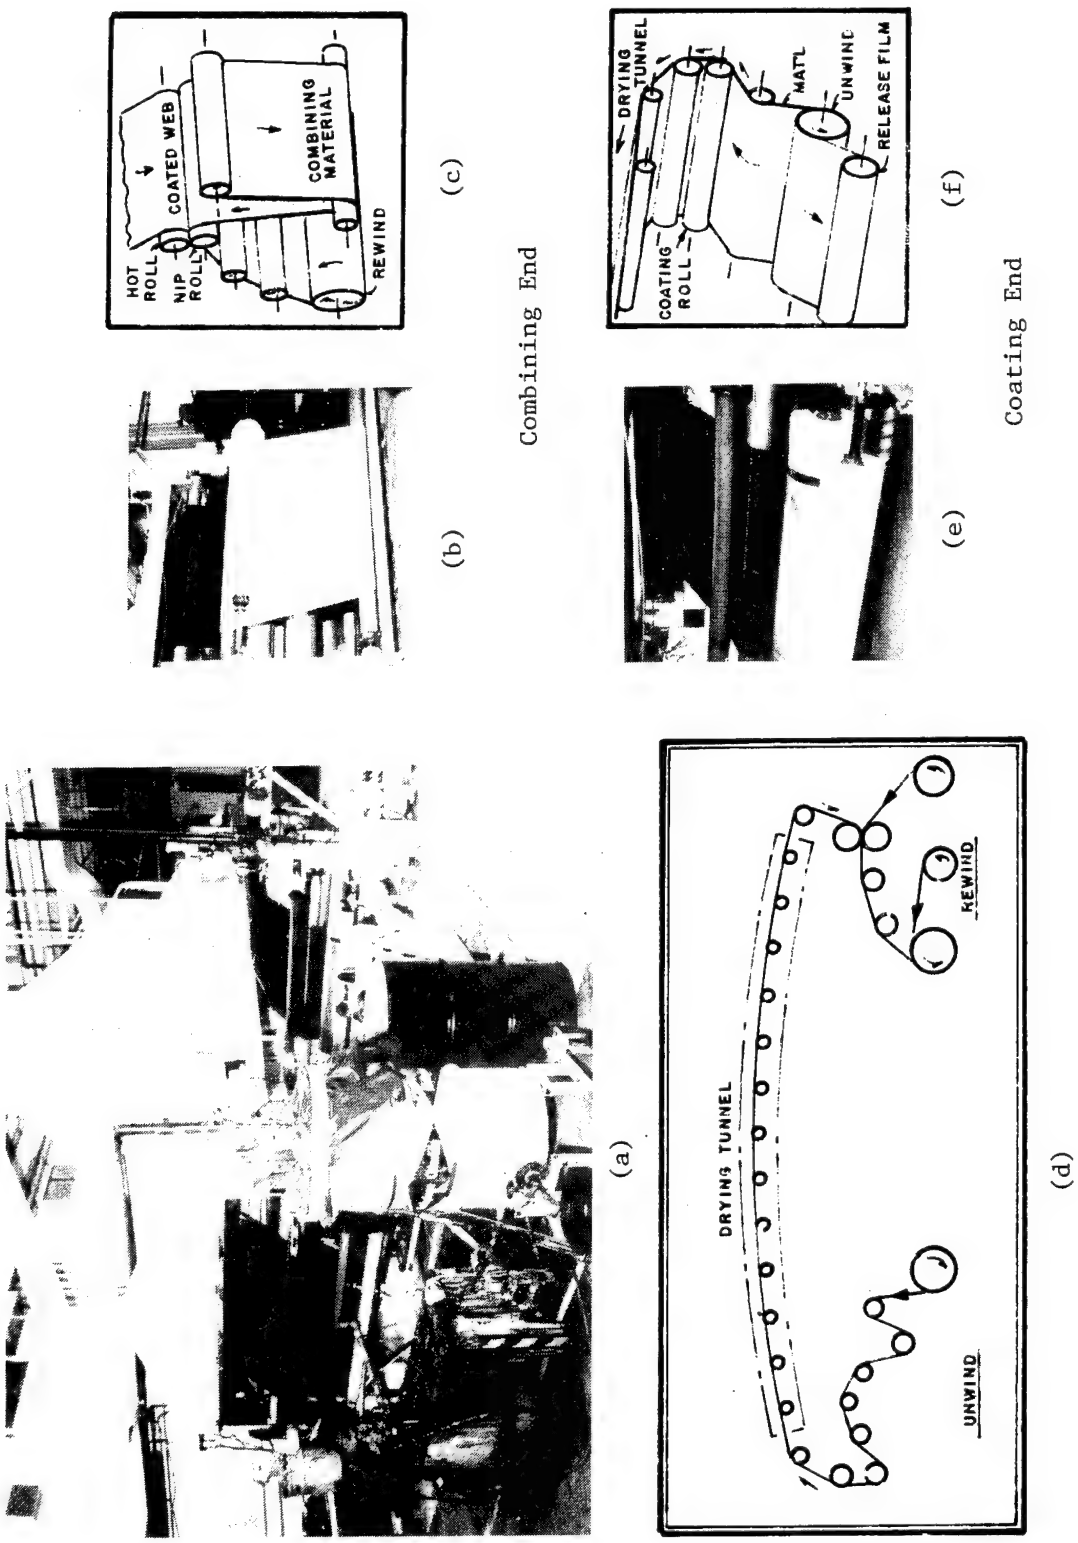 (a)
(b)
HOT
ROLL
NIP
ROLL
COATED WEB
COMBINING
MATERIAL
REWIND
(c)
Combining End
DRYING TUNNEL
UNWIND
REWIND
(d)
(e)
DRYING
TUNNEL
COATING
ROLL
MAT'L
UNWIND
RELEASE FILM
(f)
Coating End